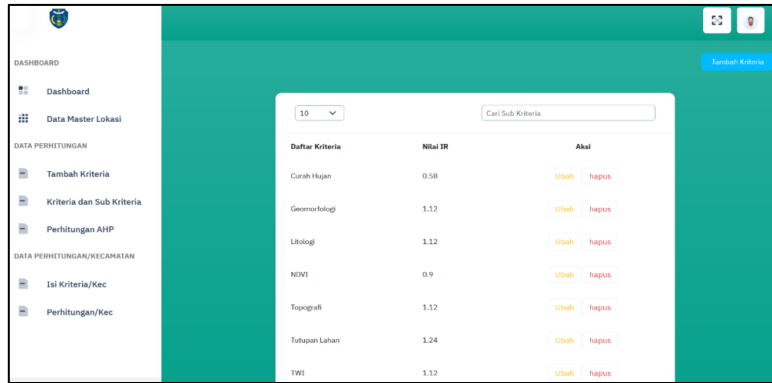 DASHBOARD
Dashboard
Data Master Lokasi
DATA PERHITUNGAN
Tambah Kriteria
Kriteria dan Sub Kriteria
Perhitungan AHP
DATA PERHITUNGAN/KECAMATAN
Isi Kriteria/Kec
Perhitungan/Kec
Tambah Kriteria
10 Cari Sub Kriteria
Daftar Kriteria Nilai IR Aksi
Curah Hujan 0.58 Ubah hapus
Geomorfologi 1.12 Ubah hapus
Litologi 1.12 Ubah hapus
NDVI 0.9 Ubah hapus
Topografi 1.12 Ubah hapus
Tutupan Lahan 1.24 Ubah hapus
TWI 1.12 Ubah hapus